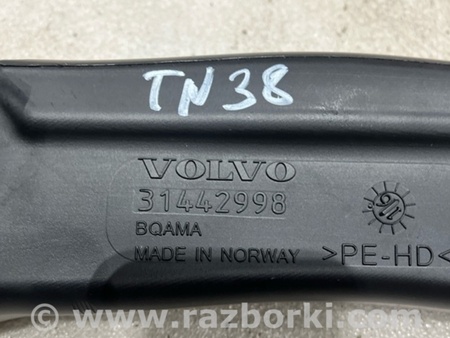 TN38
VOLVO
31442998
BQAMA
MADE IN NORWAY
>PE-HD<
© www.razborki.com